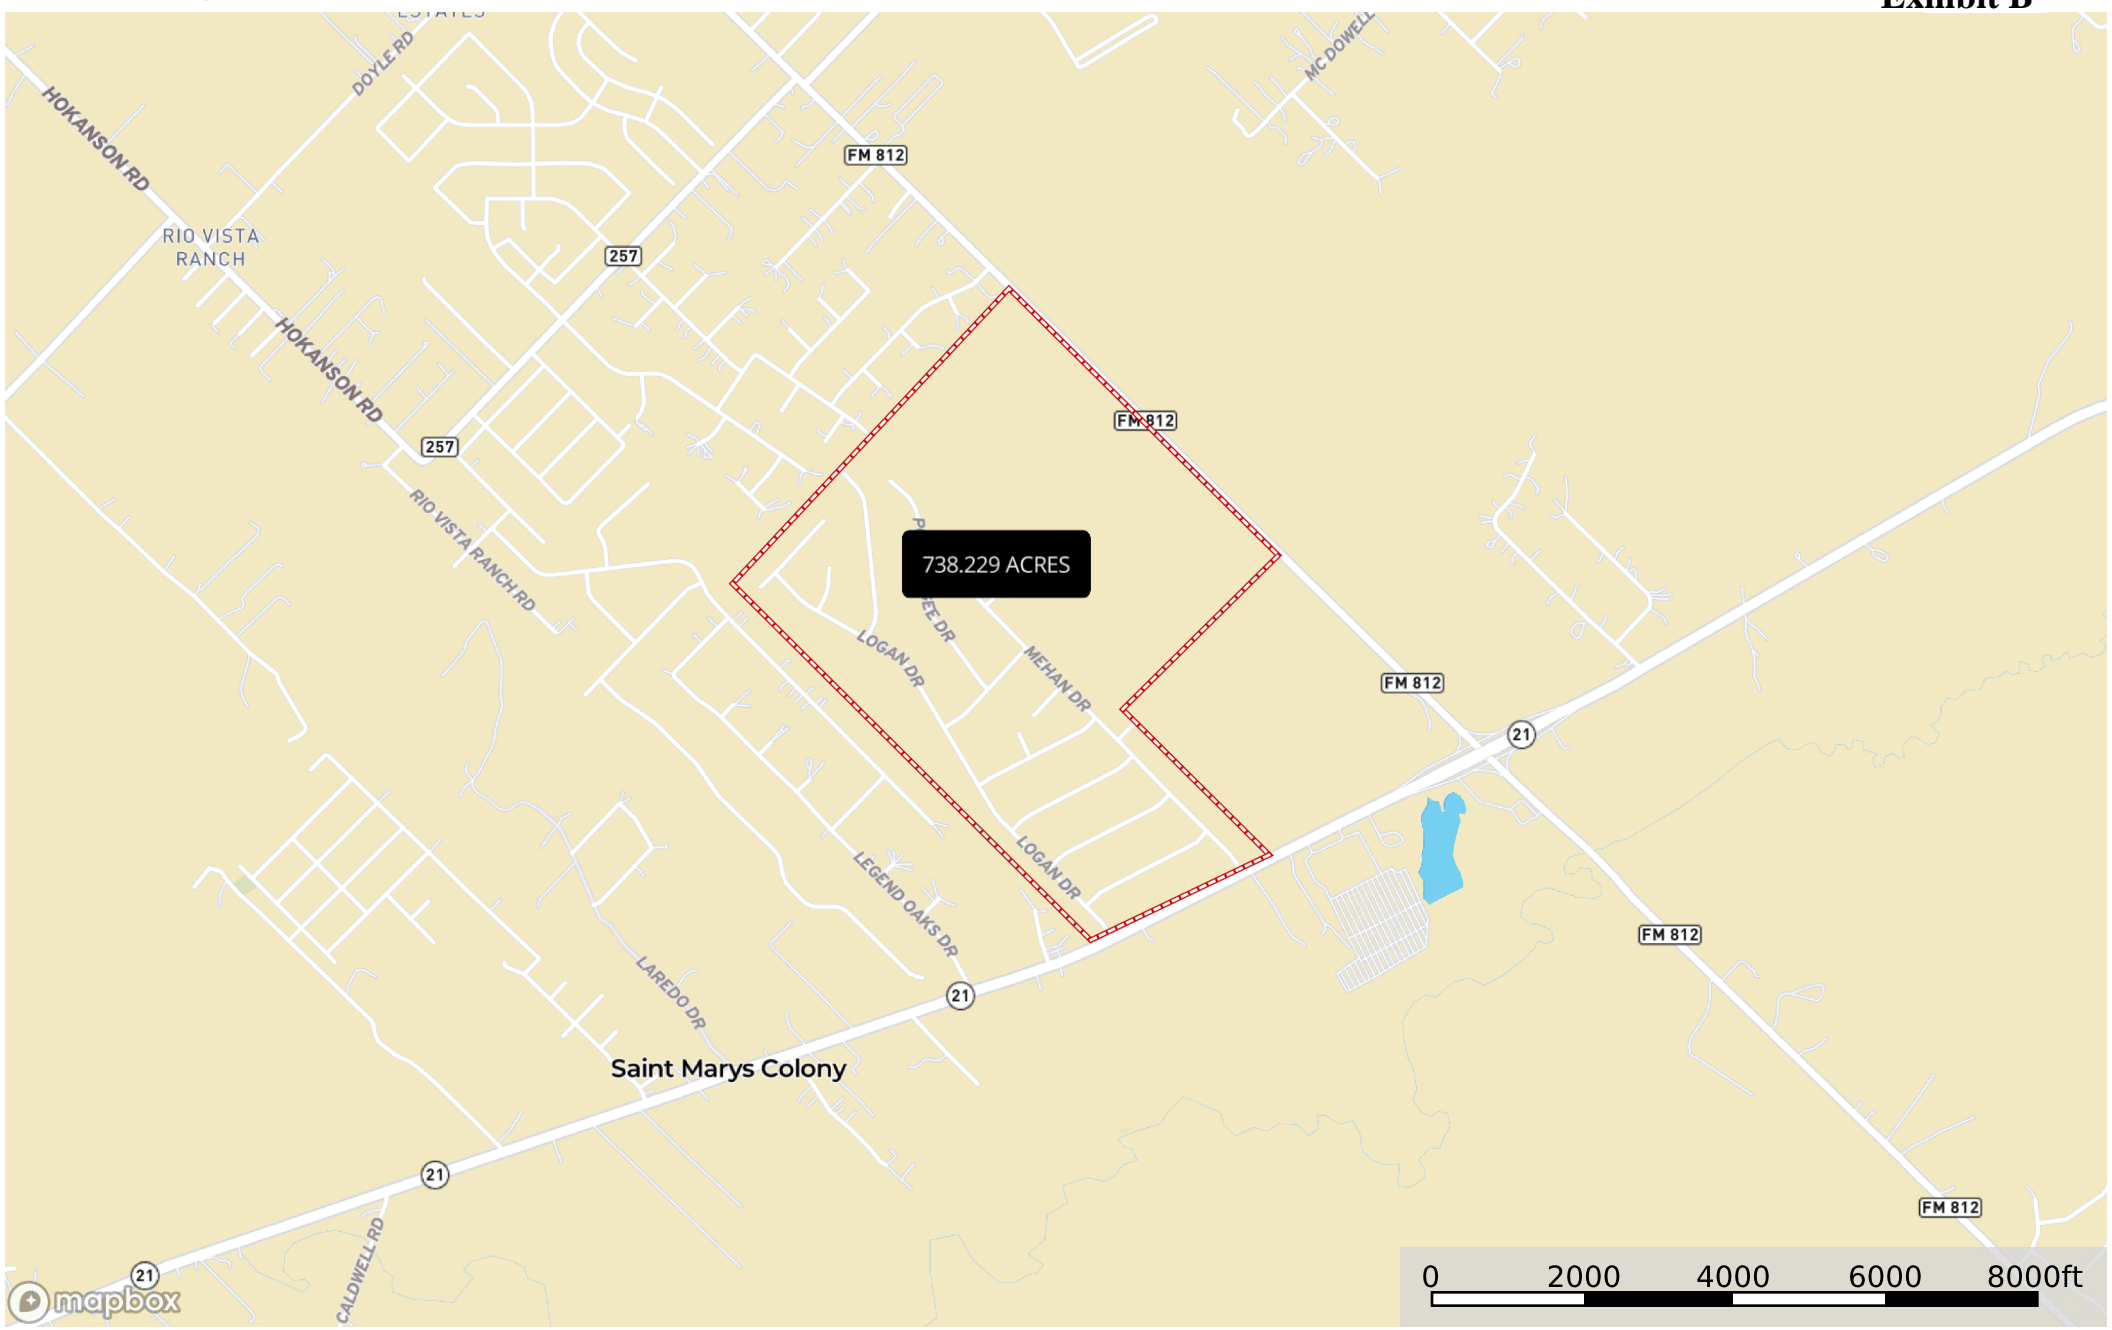 Exhibit B
ESTATES
DOYLE RD
MC DOWELL
HOKANSON RD
FM 812
RIO VISTA
RANCH
257
HOKANSON RD
FM 812
257
RIO VISTA RANCH RD
738.229 ACRES
GEE DR
LOGAN DR
MEHAN DR
FM 812
21
LOGAN DR
LEGEND OAKS DR
FM 812
LAREDO DR
21
Saint Marys Colony
21
FM 812
CALDWELL RD
21
mapbox
0 2000 4000 6000 8000ft